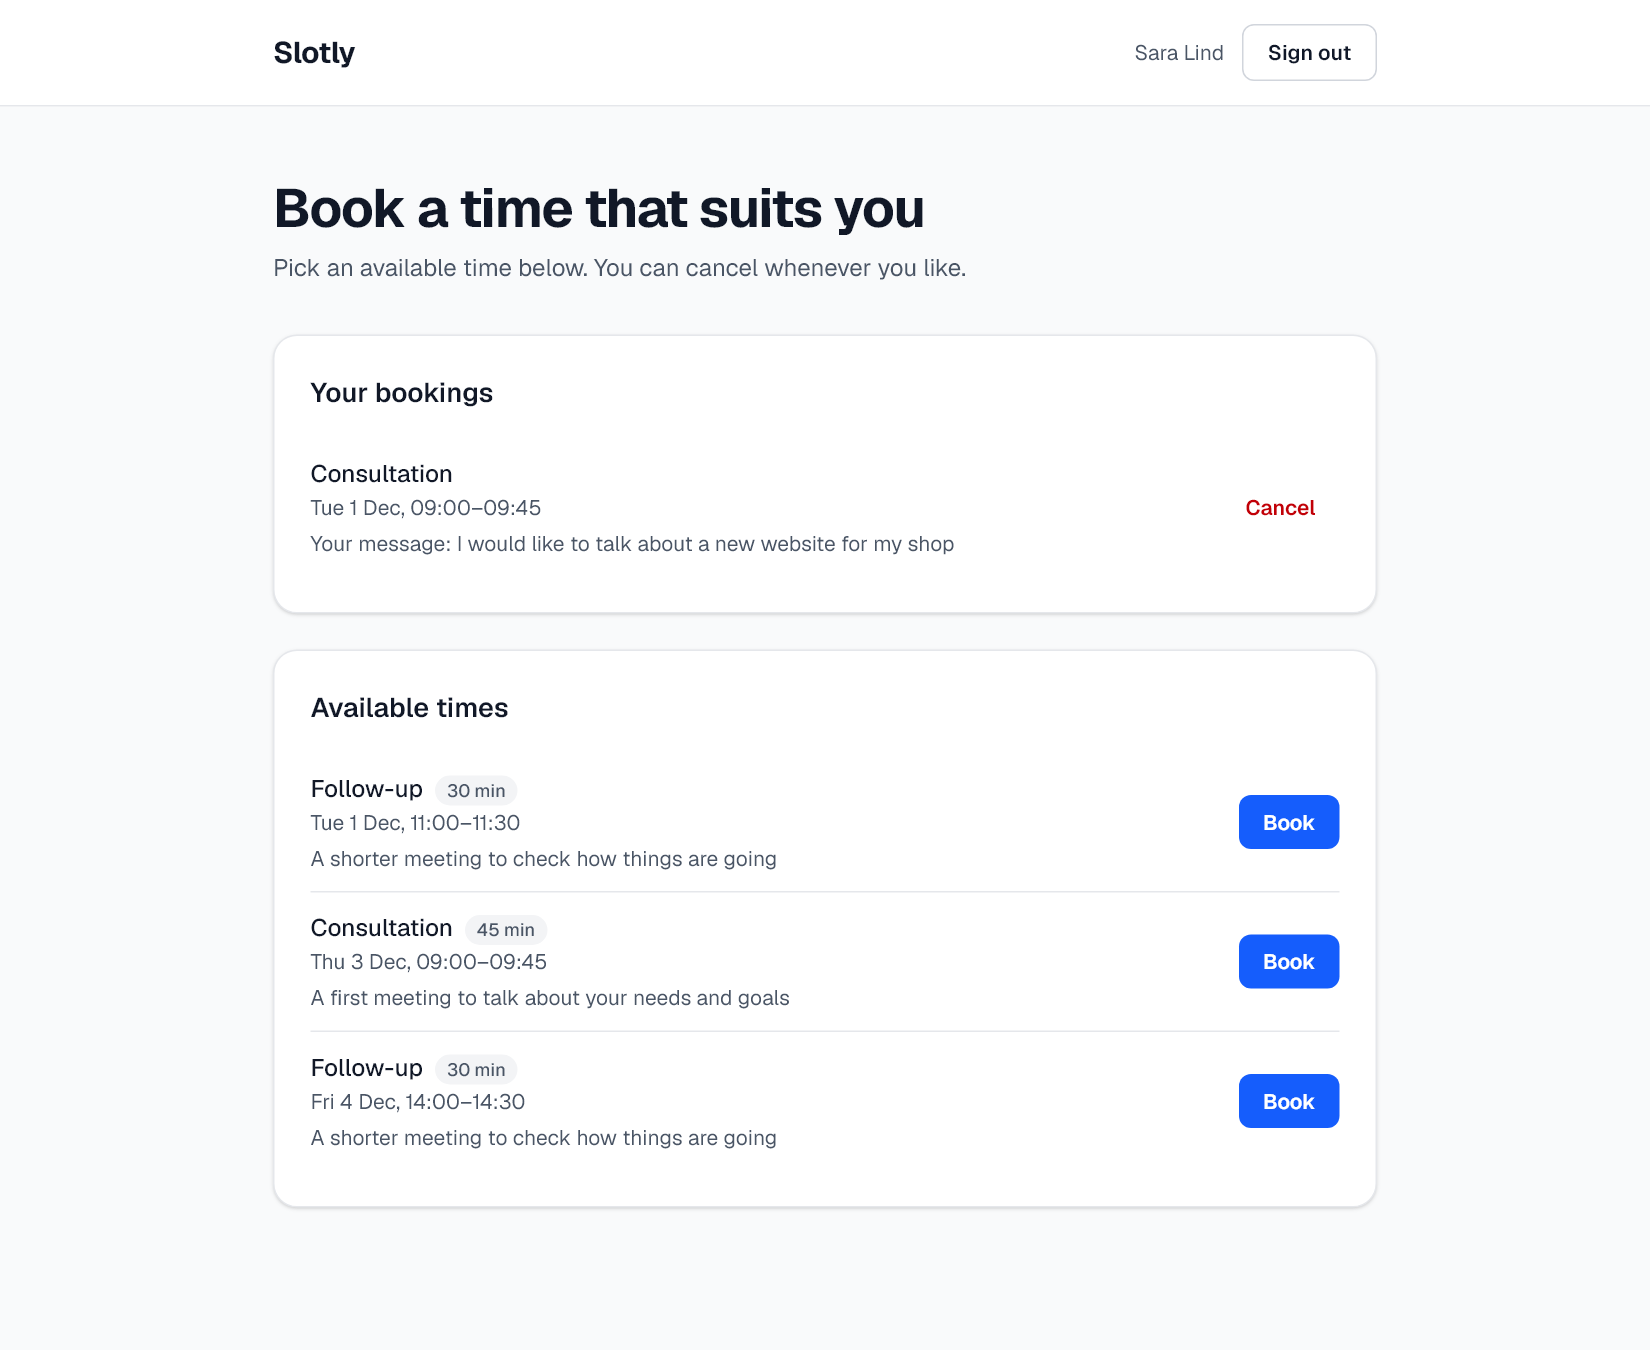 Slotly
Sara Lind
Sign out
Book a time that suits you
Pick an available time below. You can cancel whenever you like.
Your bookings
Consultation
Tue 1 Dec, 09:00–09:45
Your message: I would like to talk about a new website for my shop
Cancel
Available times
Follow-up 30 min
Tue 1 Dec, 11:00–11:30
A shorter meeting to check how things are going
Book
Consultation 45 min
Thu 3 Dec, 09:00–09:45
A first meeting to talk about your needs and goals
Book
Follow-up 30 min
Fri 4 Dec, 14:00–14:30
A shorter meeting to check how things are going
Book